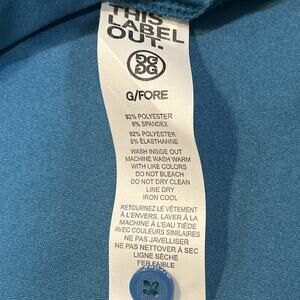 THIS
LABEL
OUT.
G/FORE
92% POLYESTER
8% SPANDEX
92% POLYESTER
8% ÉLASTHANNE
WASH INSIDE OUT
MACHINE WASH WARM
WITH LIKE COLORS
DO NOT BLEACH
DO NOT DRY CLEAN
LINE DRY
IRON COOL
RETOURNEZ LE VÊTEMENT
À L'ENVERS. LAVER À LA
MACHINE À L'EAU TIÈDE
AVEC COULEURS SIMILAIRES
NE PAS JAVELLISER
NE PAS NETTOYER À SEC
LIGNE SÈCHE
FER FAIBLE